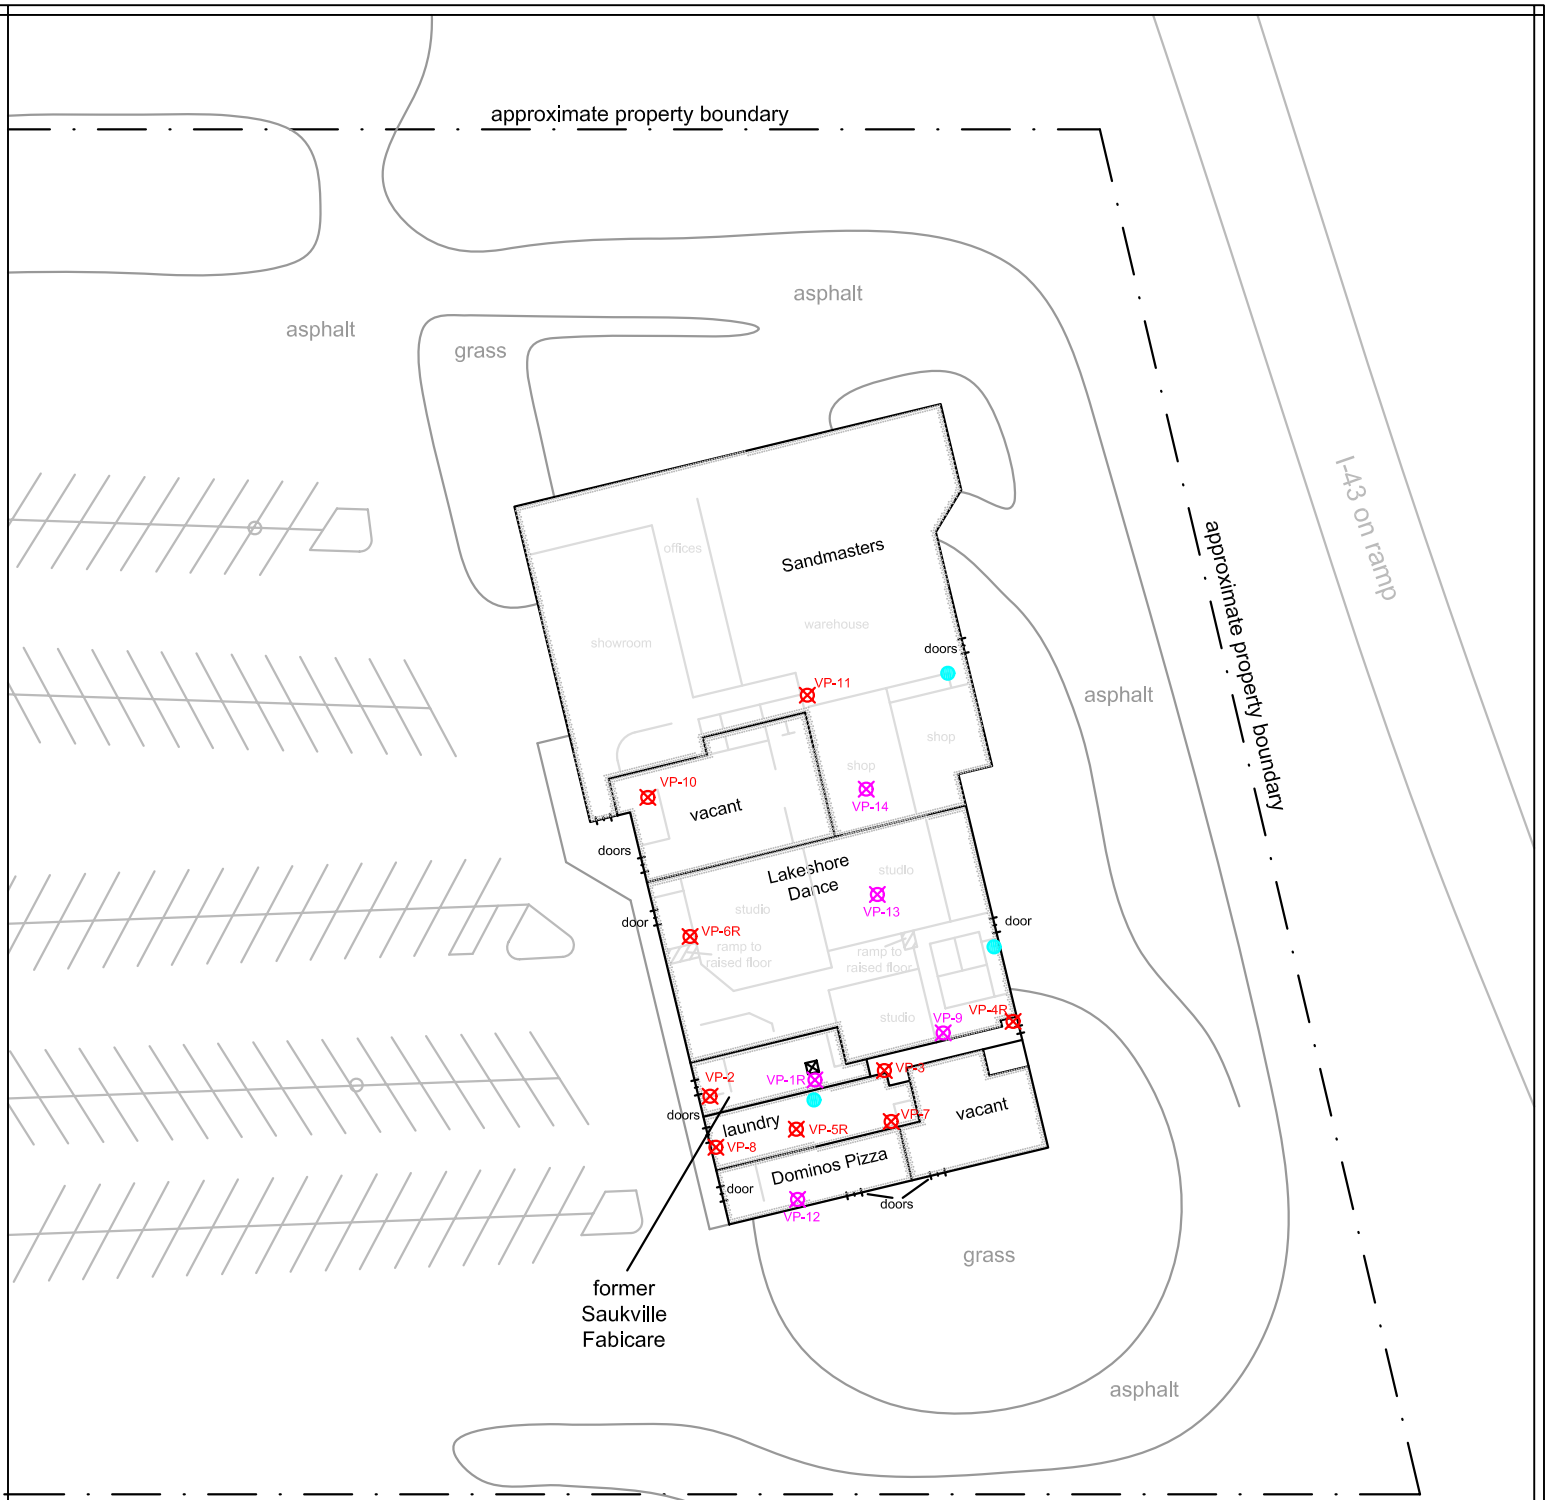 approximate property boundary
asphalt
asphalt
grass
I-43 on ramp
approximate property boundary
offices
Sandmasters
warehouse
showroom
doors
VP-11
asphalt
shop
shop
VP-10
vacant
VP-14
doors
Lakeshore
Dance
studio
studio
VP-13
door
door
VP-6R
ramp to
raised floor
ramp to
raised floor
studio
VP-9
VP-4R
VP-3
VP-1R
VP-2
doors
laundry
VP-7
vacant
VP-5R
VP-8
Dominos Pizza
door
doors
VP-12
grass
former
Saukville
Fabicare
asphalt